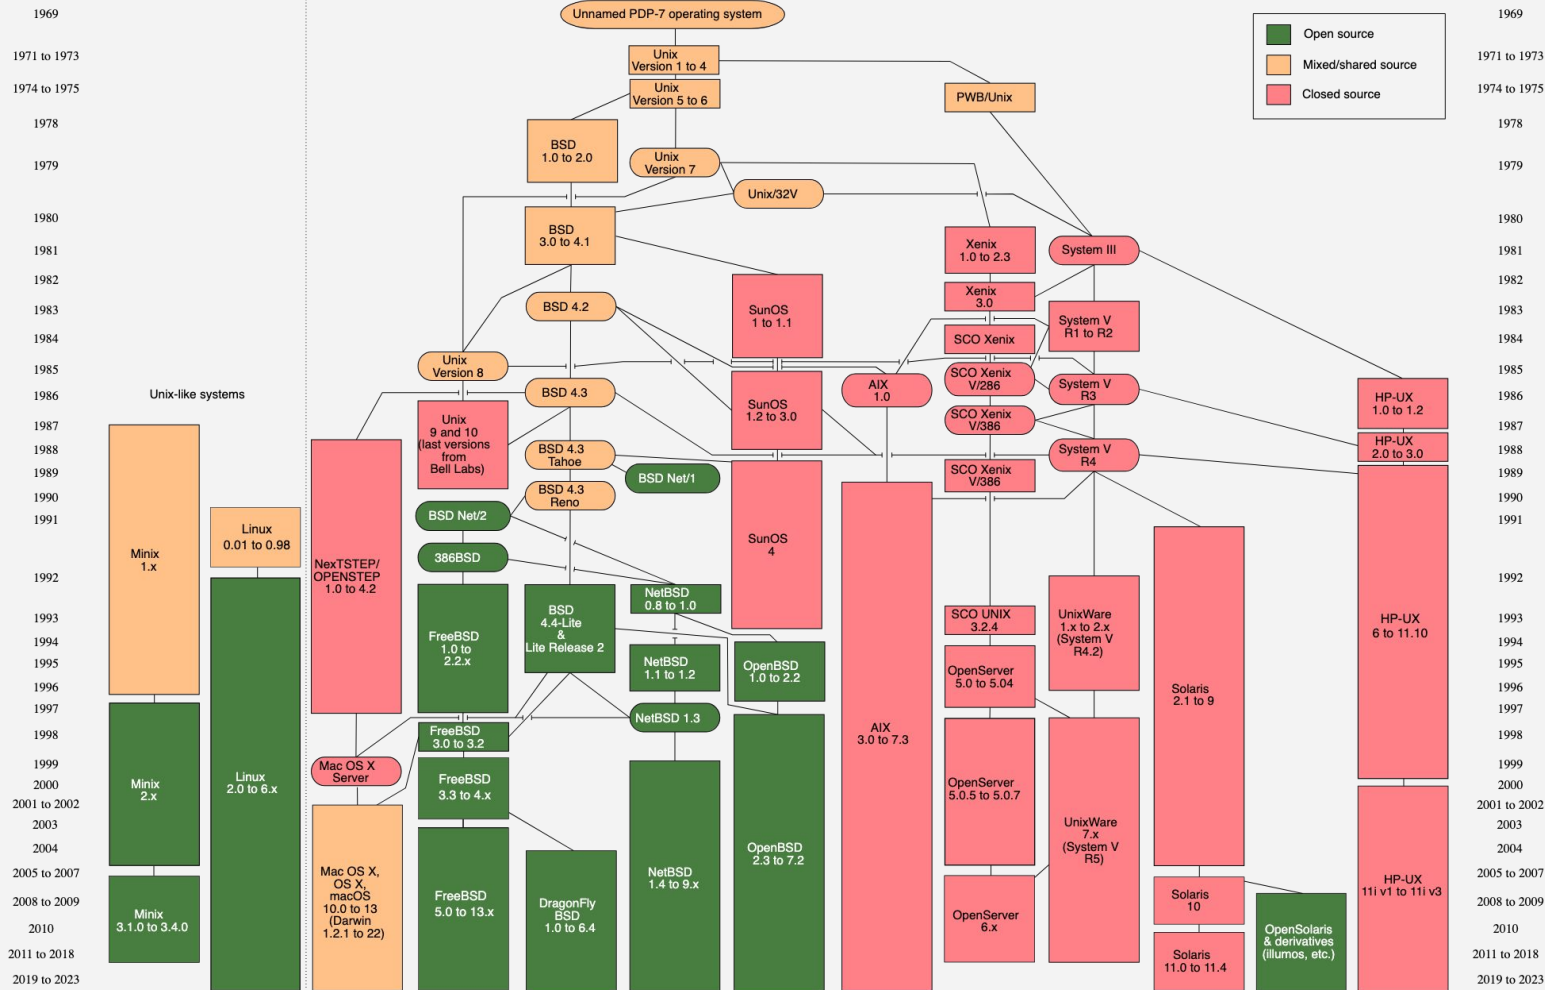 1969
Unnamed PDP-7 operating system
1969
Open source
Mixed/shared source
Closed source
1971 to 1973
Unix
Version 1 to 4
1971 to 1973
1974 to 1975
Unix
Version 5 to 6
PWB/Unix
1974 to 1975
1978
BSD
1.0 to 2.0
1978
1979
Unix
Version 7
1979
Unix/32V
1980
BSD
3.0 to 4.1
1980
1981
Xenix
1.0 to 2.3
System III
1981
1982
Xenix
3.0
1982
1983
BSD 4.2
SunOS
1 to 1.1
System V
R1 to R2
1983
1984
SCO Xenix
1984
1985
Unix
Version 8
SCO Xenix
V/286
1985
Unix-like systems
1986
BSD 4.3
SunOS
1.2 to 3.0
AIX
1.0
System V
R3
HP-UX
1.0 to 1.2
1986
1987
Unix
9 and 10
(last versions
from
Bell Labs)
SCO Xenix
V/386
1987
1988
BSD 4.3
Tahoe
System V
R4
HP-UX
2.0 to 3.0
1988
1989
BSD Net/1
SCO Xenix
V/386
1989
1990
BSD 4.3
Reno
1990
1991
BSD Net/2
1991
Minix
1.x
Linux
0.01 to 0.98
NexTSTEP/
OPENSTEP
1.0 to 4.2
386BSD
SunOS
4
1992
NetBSD
0.8 to 1.0
1992
1993
BSD
4.4-Lite
&
Lite Release 2
SCO UNIX
3.2.4
UnixWare
1.x to 2.x
(System V
R4.2)
HP-UX
6 to 11.10
1993
1994
FreeBSD
1.0 to
2.2.x
1994
1995
NetBSD
1.1 to 1.2
OpenBSD
1.0 to 2.2
OpenServer
5.0 to 5.04
1995
1996
Solaris
2.1 to 9
1996
1997
NetBSD 1.3
1997
1998
FreeBSD
3.0 to 3.2
AIX
3.0 to 7.3
1998
1999
Mac OS X
Server
1999
2000
Minix
2.x
Linux
2.0 to 6.x
FreeBSD
3.3 to 4.x
OpenServer
5.0.5 to 5.0.7
2000
2001 to 2002
2001 to 2002
2003
UnixWare
7.x
(System V
R5)
2003
2004
OpenBSD
2.3 to 7.2
2004
2005 to 2007
Mac OS X,
OS X,
macOS
10.0 to 13
(Darwin
1.2.1 to 22)
NetBSD
1.4 to 9.x
HP-UX
11i v1 to 11i v3
2005 to 2007
2008 to 2009
FreeBSD
5.0 to 13.x
DragonFly
BSD
1.0 to 6.4
Solaris
10
2008 to 2009
2010
Minix
3.1.0 to 3.4.0
OpenServer
6.x
OpenSolaris
& derivatives
(illumos, etc.)
2010
2011 to 2018
Solaris
11.0 to 11.4
2011 to 2018
2019 to 2023
2019 to 2023